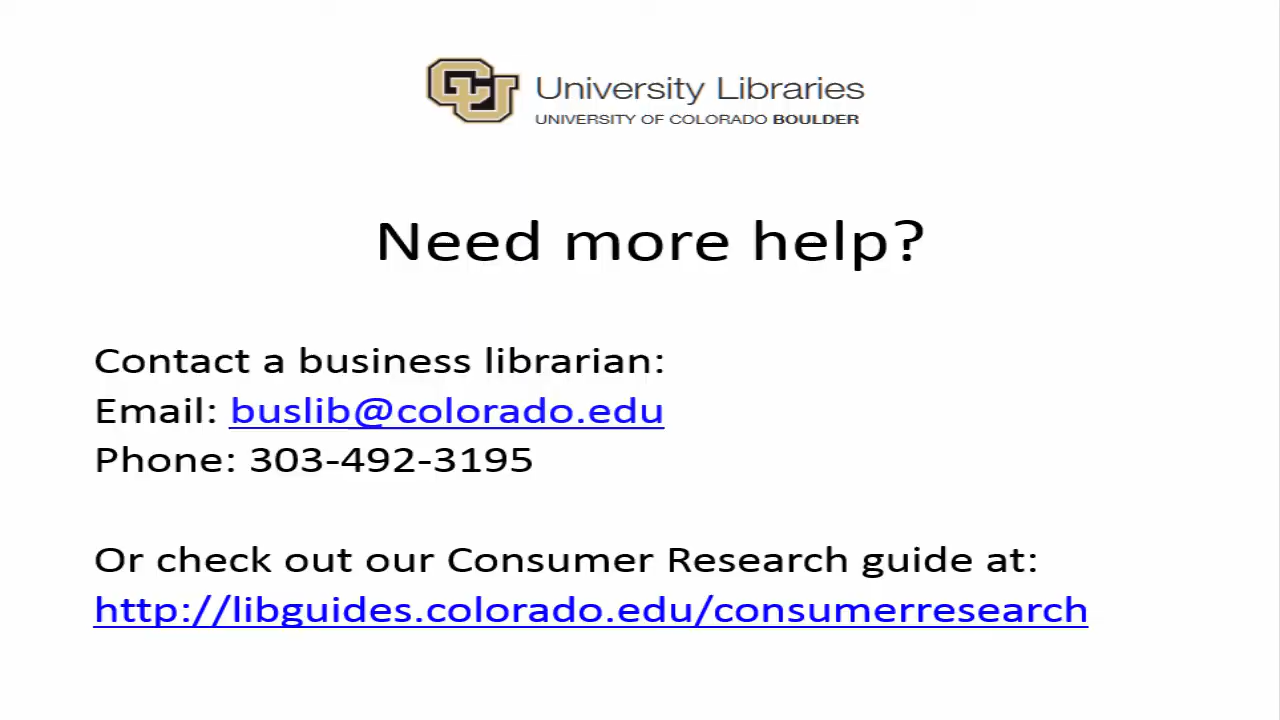 CU University Libraries
UNIVERSITY OF COLORADO BOULDER
Need more help?
Contact a business librarian:
Email: buslib@colorado.edu
Phone: 303-492-3195
Or check out our Consumer Research guide at:
http://libguides.colorado.edu/consumerresearch